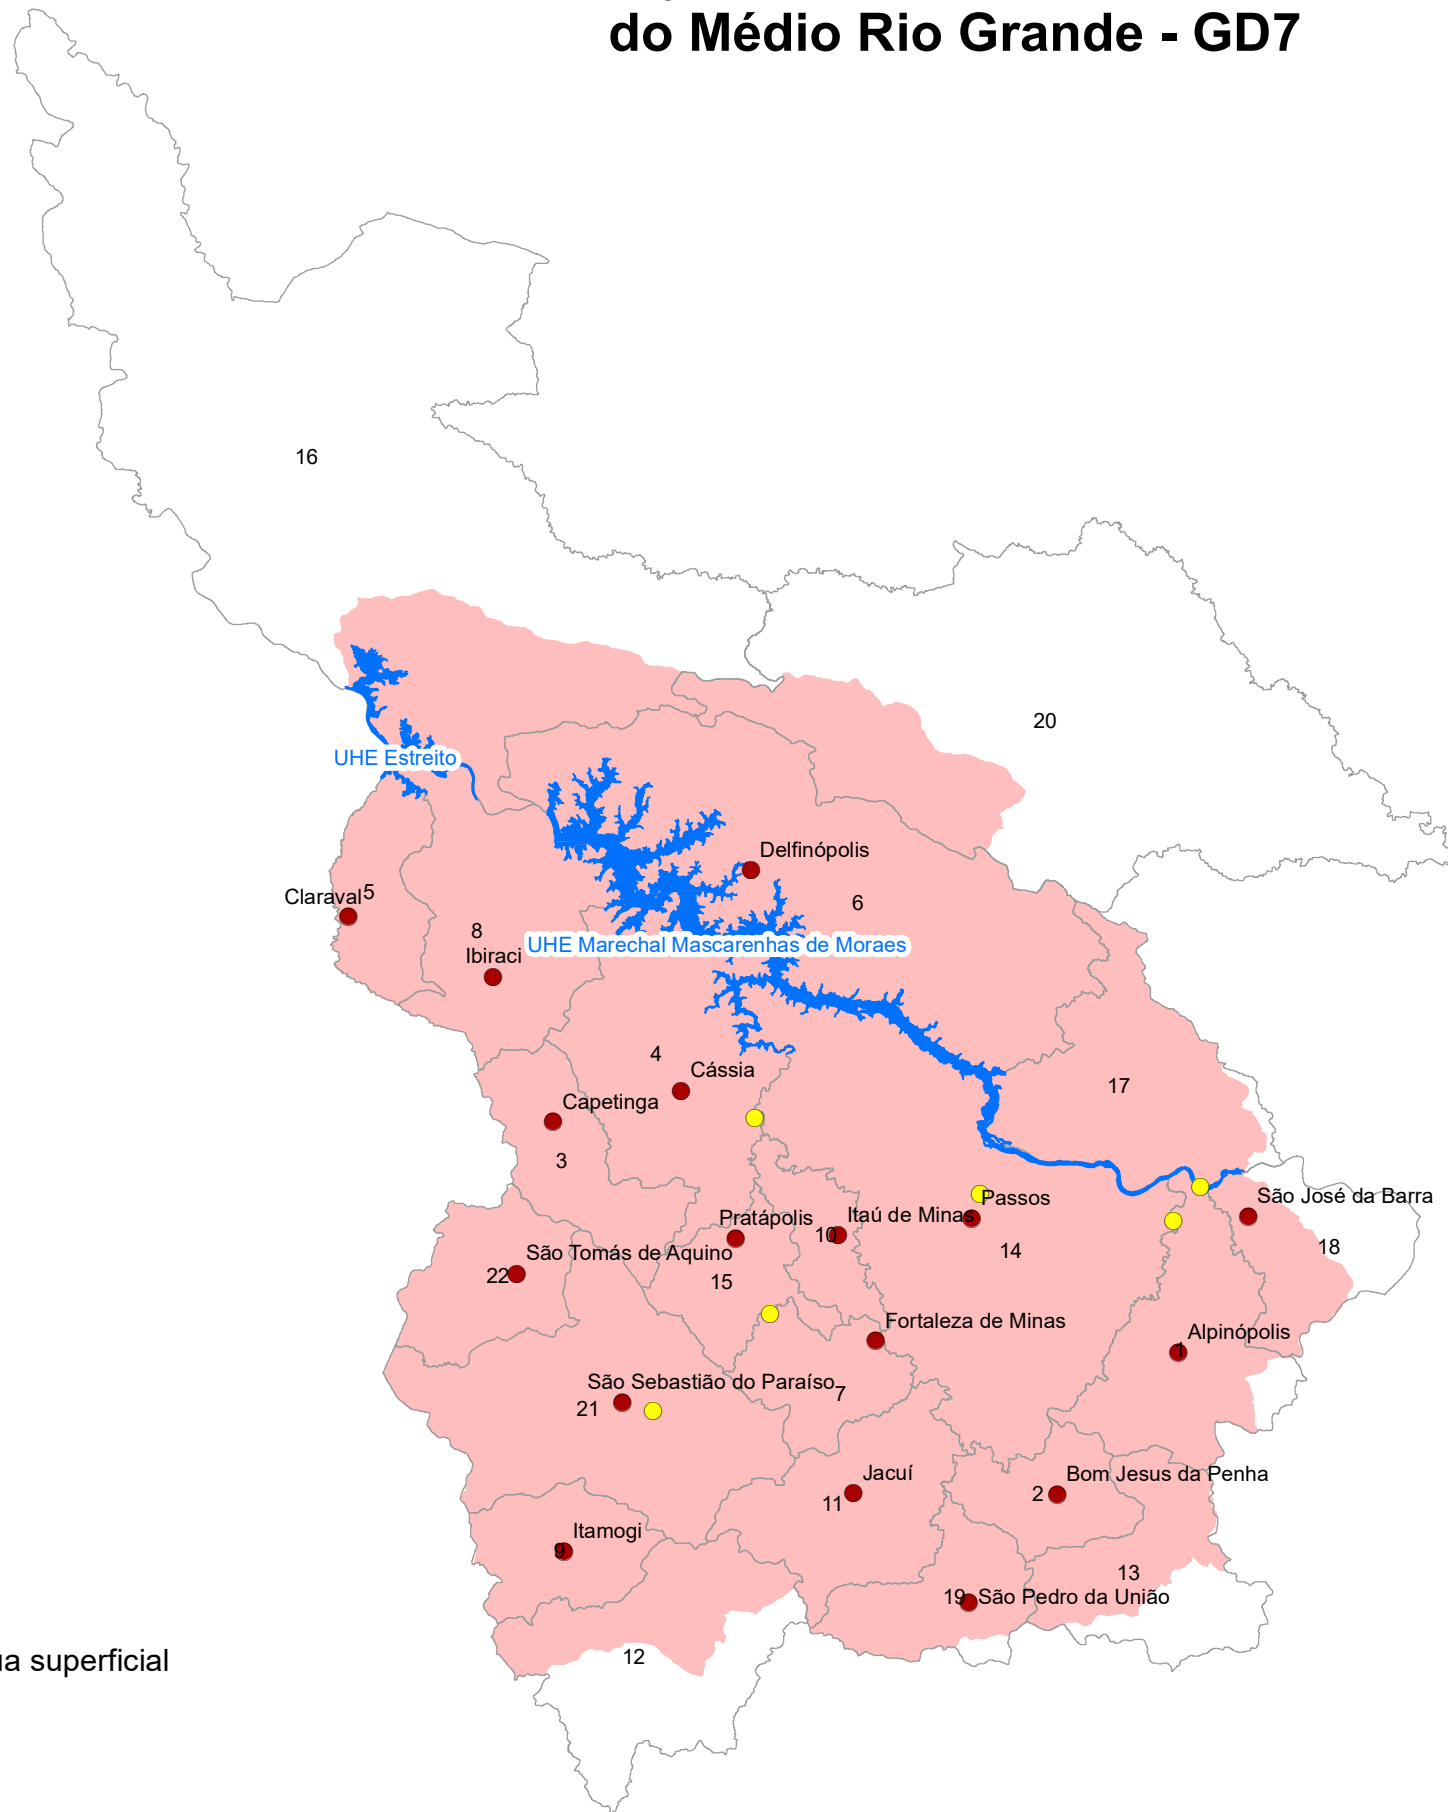 do Médio Rio Grande - GD7
16
20
UHE Estreito
Delfinópolis
Claraval
5
6
8
Ibiraci
UHE Marechal Mascarenhas de Moraes
4
Cássia
17
Capetinga
3
Passos
São José da Barra
Pratápolis
Itaú de Minas
10
14
18
São Tomás de Aquino
22
15
Fortaleza de Minas
Alpinópolis
1
São Sebastião do Paraíso
7
21
Jacuí
11
Bom Jesus da Penha
2
Itamogi
9
13
19
São Pedro da União
12
superficial